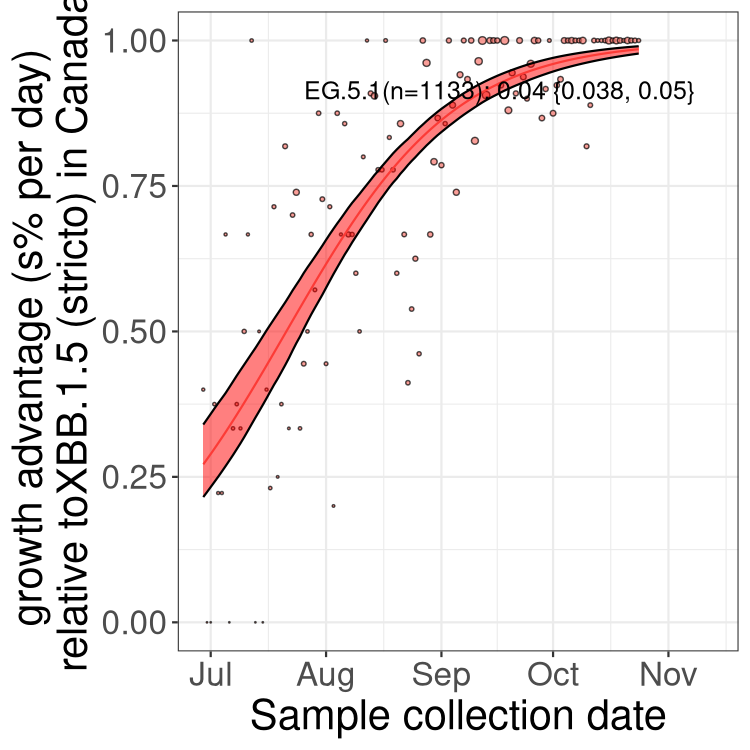 growth advantage (s% per day)
relative toXBB.1.5 (stricto) in Canada
1.00
0.75
0.50
0.25
0.00
EG.5.1(n=1133): 0.04 {0.038, 0.05}
Jul Aug Sep Oct Nov
Sample collection date